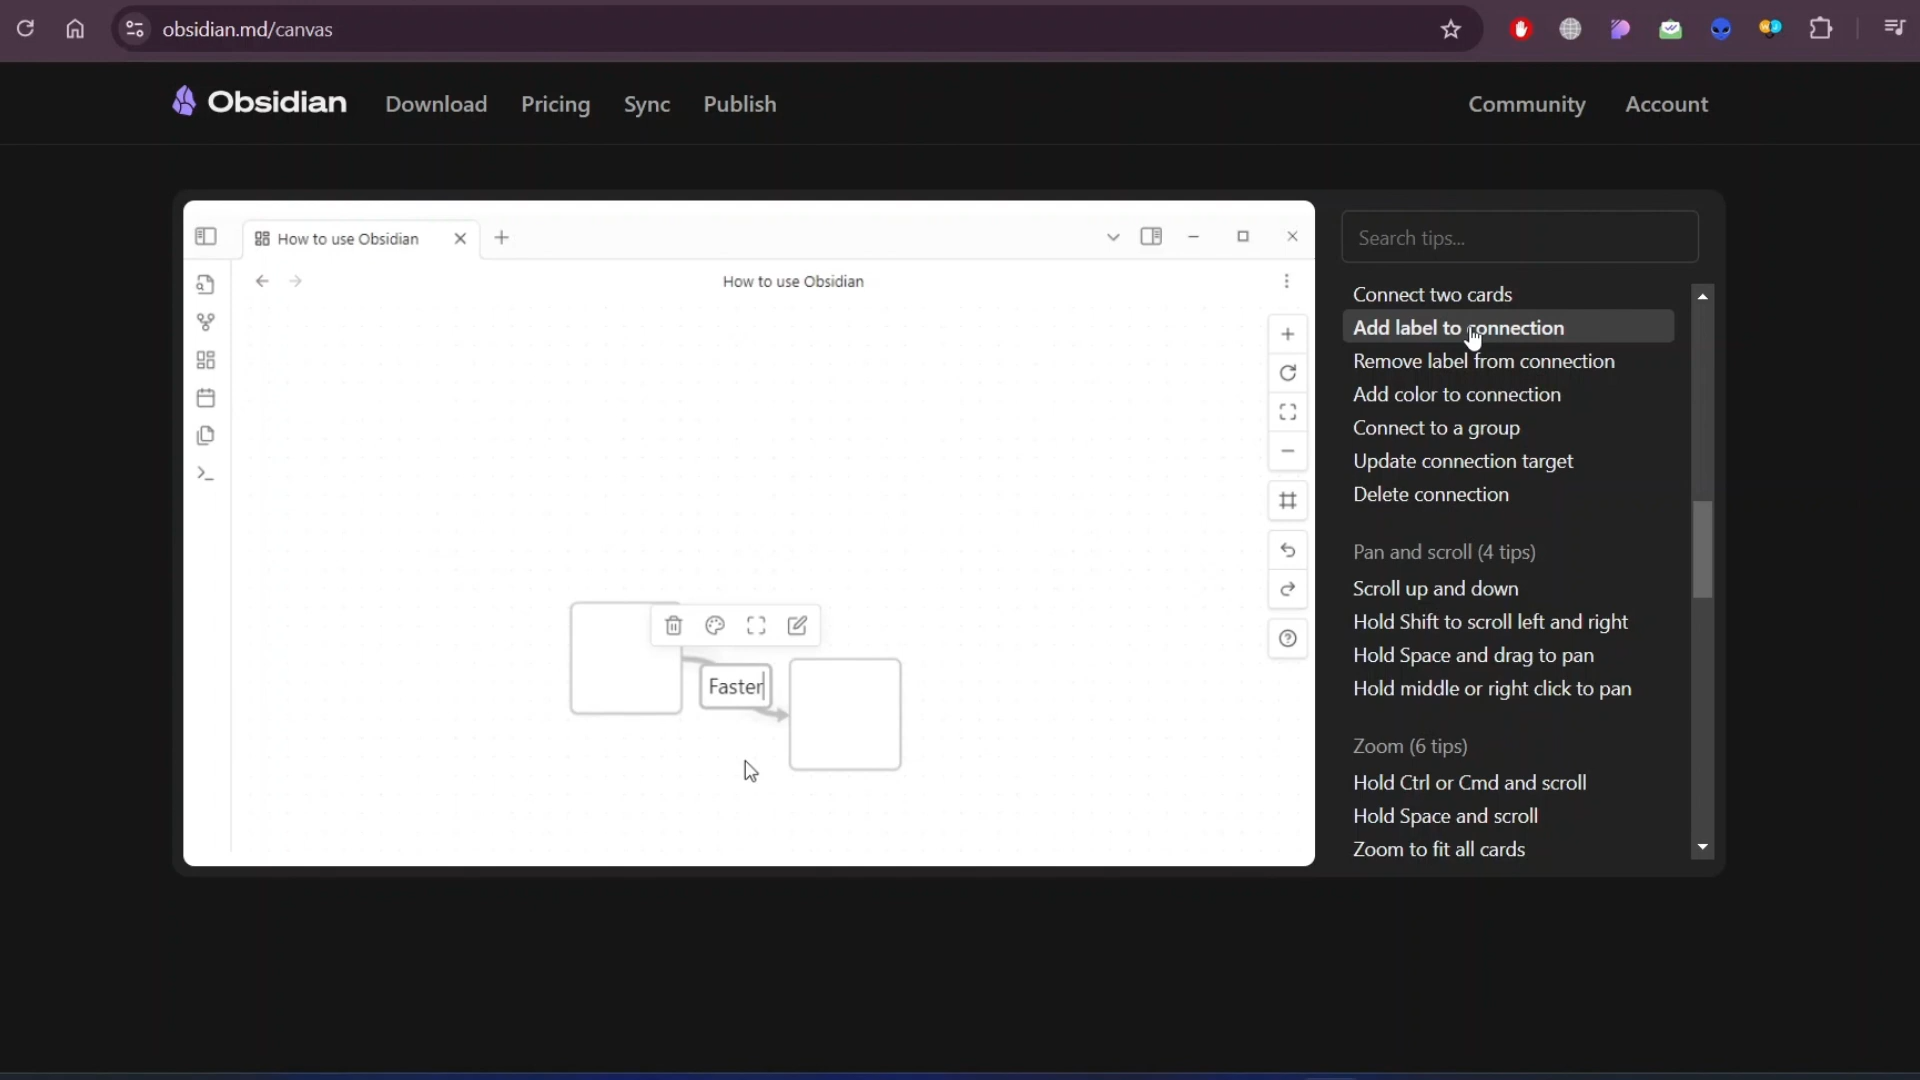 obsidian.md/canvas
Obsidian
Download
Pricing
Sync
Publish
Community
Account
How to use Obsidian
How to use Obsidian
Faster
Search tips...
Connect two cards
Add label to connection
Remove label from connection
Add color to connection
Connect to a group
Update connection target
Delete connection
Pan and scroll (4 tips)
Scroll up and down
Hold Shift to scroll left and right
Hold Space and drag to pan
Hold middle or right click to pan
Zoom (6 tips)
Hold Ctrl or Cmd and scroll
Hold Space and scroll
Zoom to fit all cards